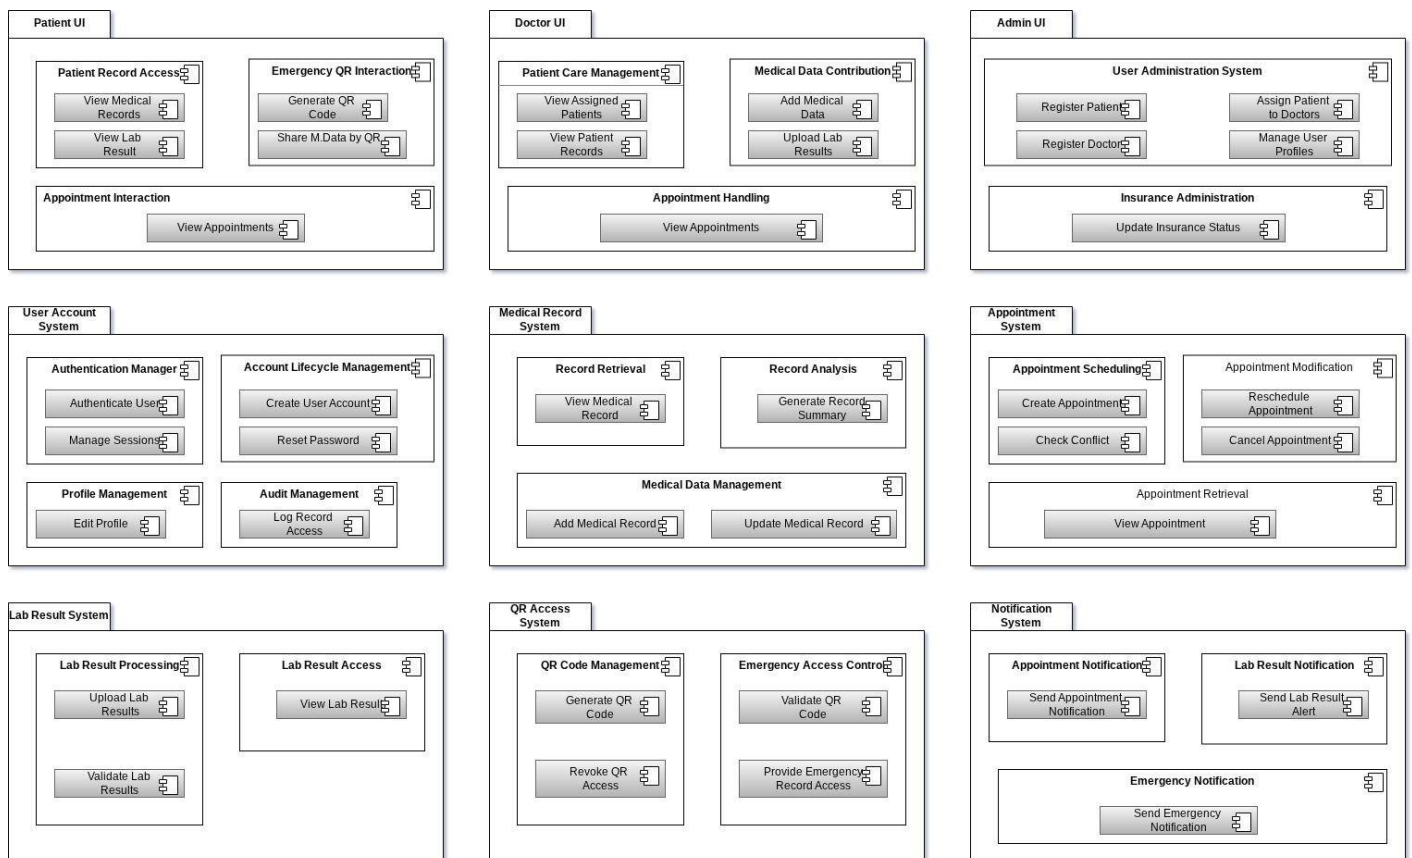 Patient UI
Patient Record Access
View Medical
Records
View Lab
Result
Emergency QR Interaction
Generate QR
Code
Share M.Data by QR
Appointment Interaction
View Appointments
Doctor UI
Patient Care Management
View Assigned
Patients
View Patient
Records
Medical Data Contribution
Add Medical
Data
Upload Lab
Results
Appointment Handling
View Appointments
Admin UI
User Administration System
Register Patient
Assign Patient
to Doctors
Register Doctor
Manage User
Profiles
Insurance Administration
Update Insurance Status
User Account
System
Authentication Manager
Authenticate User
Manage Sessions
Account Lifecycle Management
Create User Account
Reset Password
Profile Management
Edit Profile
Audit Management
Log Record
Access
Medical Record
System
Record Retrieval
View Medical
Record
Record Analysis
Generate Record
Summary
Medical Data Management
Add Medical Record
Update Medical Record
Appointment
System
Appointment Scheduling
Create Appointment
Check Conflict
Appointment Modification
Reschedule
Appointment
Cancel Appointment
Appointment Retrieval
View Appointment
Lab Result System
Lab Result Processing
Upload Lab
Results
Validate Lab
Results
Lab Result Access
View Lab Result
QR Access
System
QR Code Management
Generate QR
Code
Revoke QR
Access
Emergency Access Control
Validate QR
Code
Provide Emergency
Record Access
Notification
System
Appointment Notification
Send Appointment
Notification
Lab Result Notification
Send Lab Result
Alert
Emergency Notification
Send Emergency
Notification